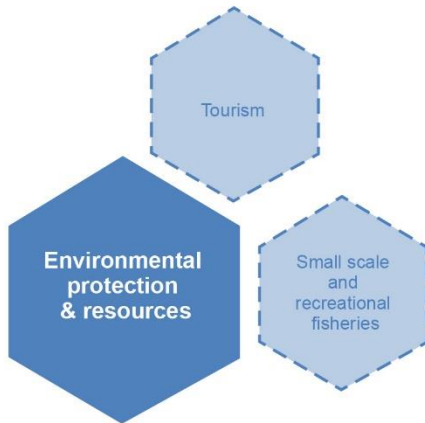 Tourism
Environmental
protection
& resources
Small scale
and
recreational
fisheries